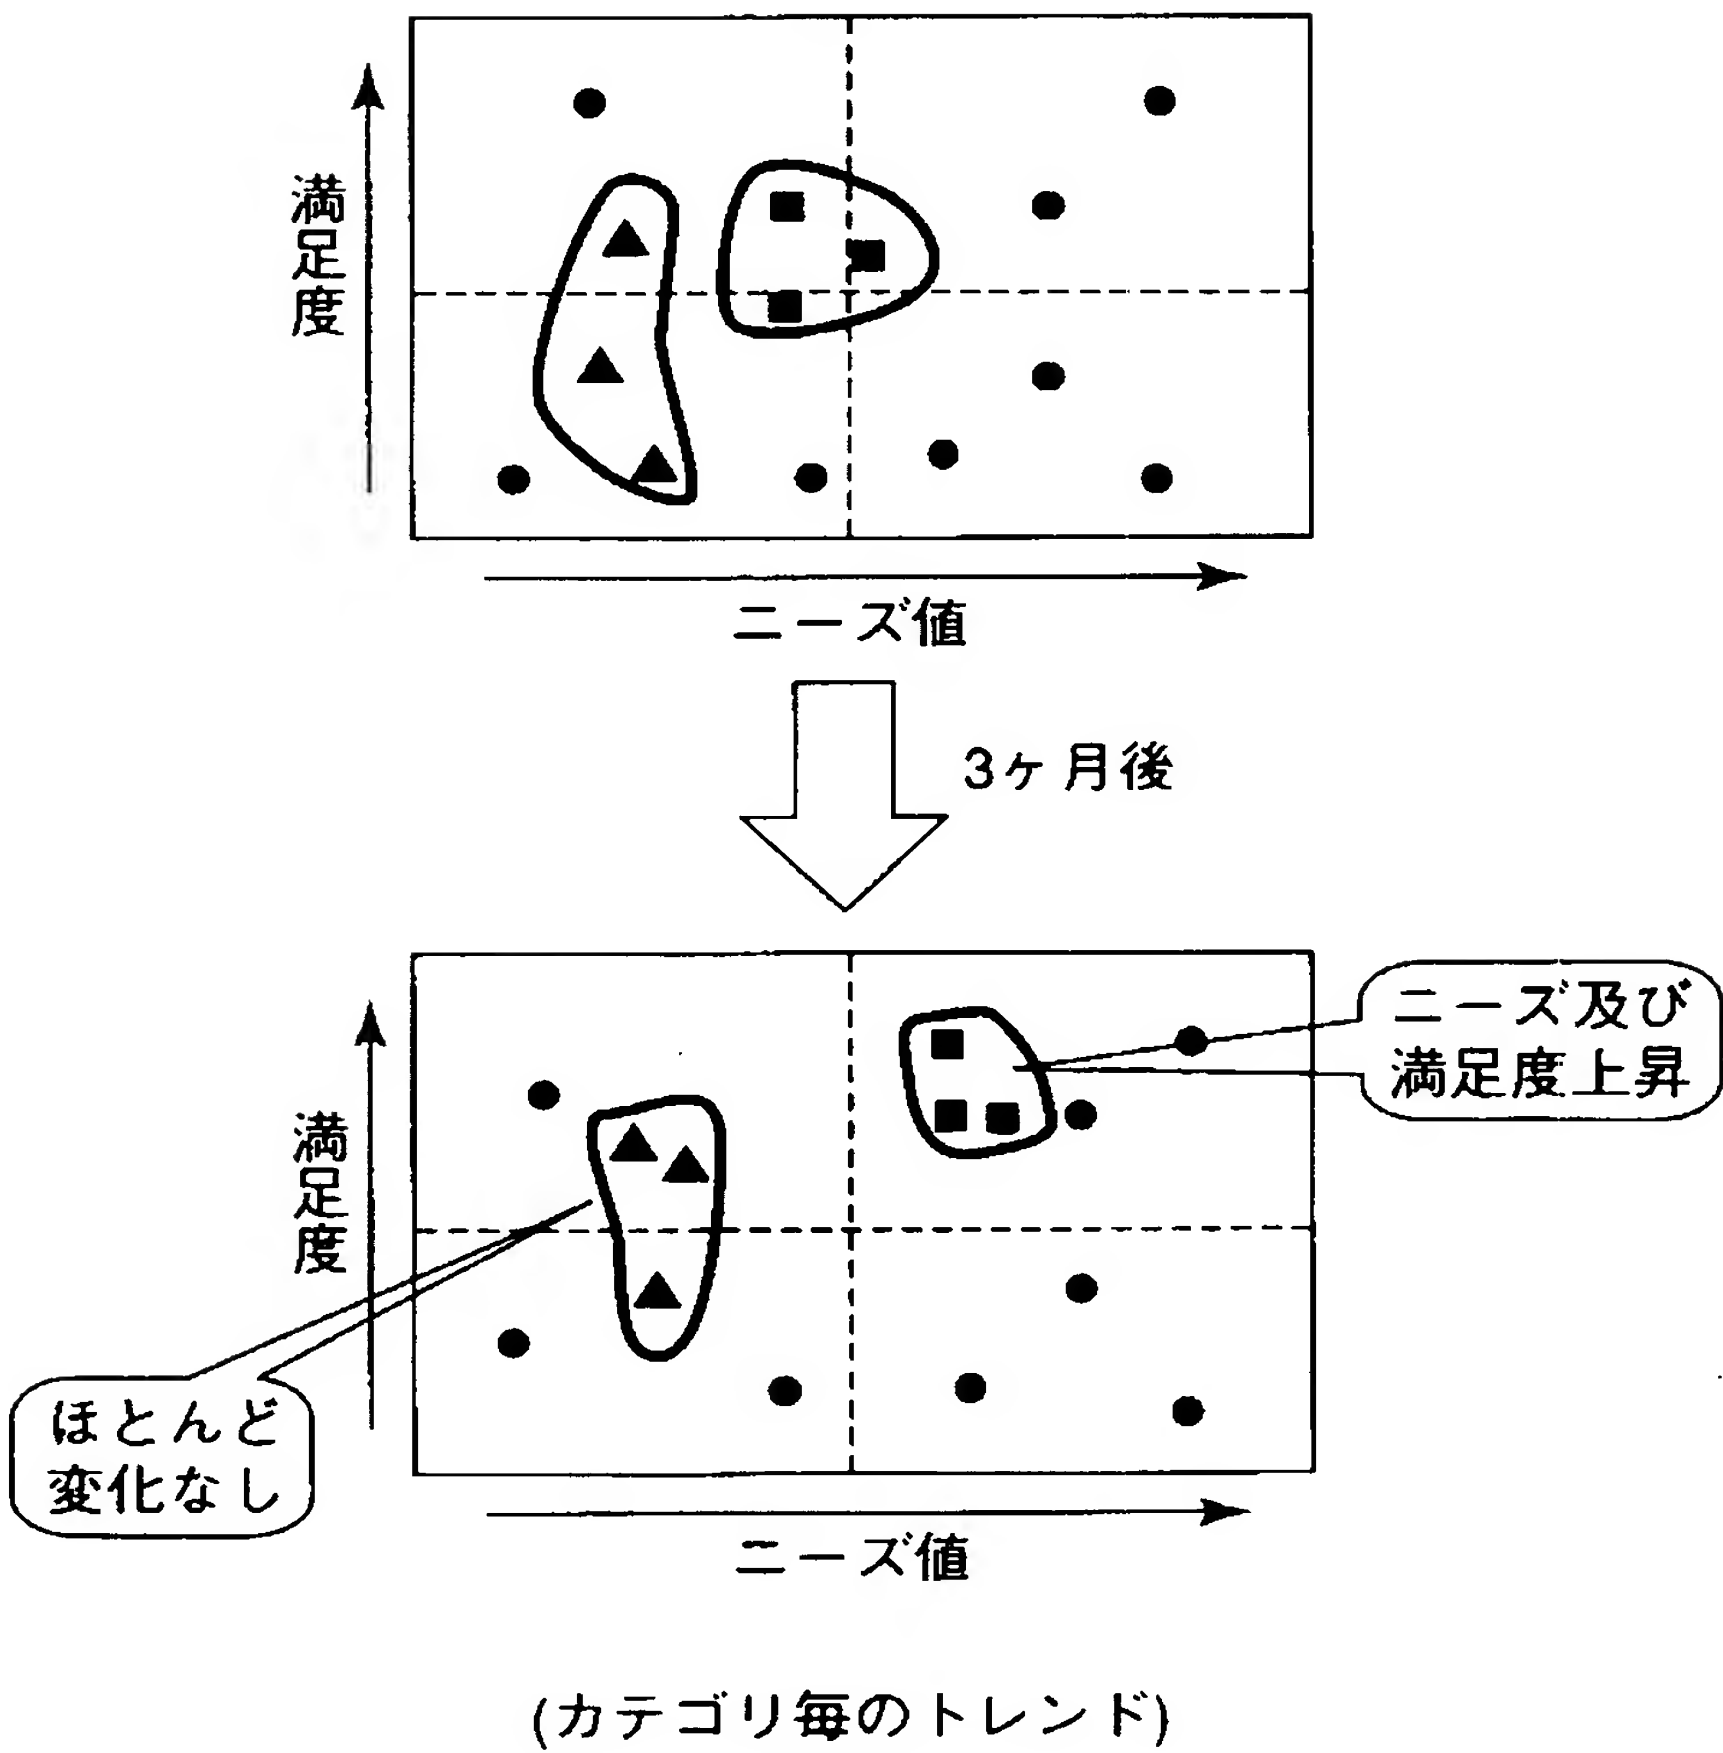 満足度
ニーズ値
3ヶ月後
ニーズ及び
満足度上昇
満足度
ほとんど
変化なし
ニーズ値
(カテゴリ毎のトレンド)